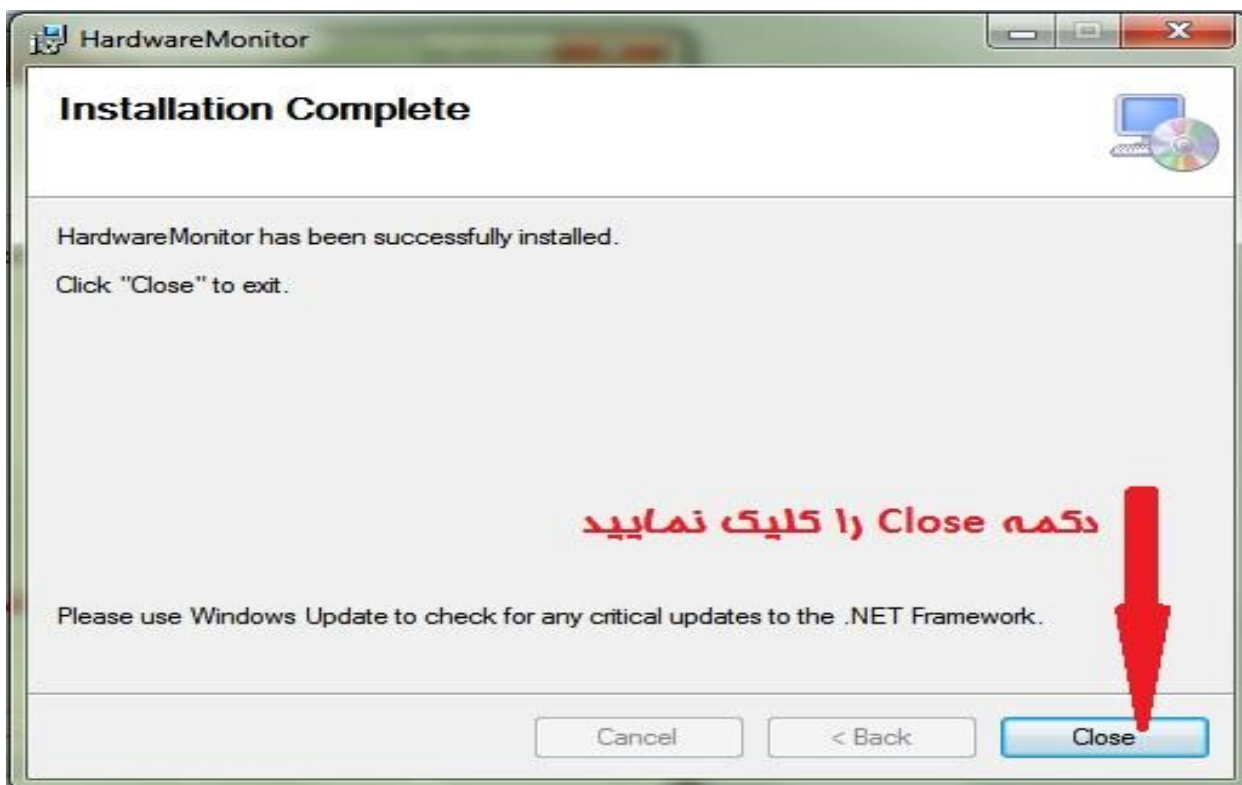 HardwareMonitor
Installation Complete
HardwareMonitor has been successfully installed.
Click "Close" to exit.
دکمه Close را کلیک نمایید
Please use Windows Update to check for any critical updates to the .NET Framework.
Cancel
< Back
Close